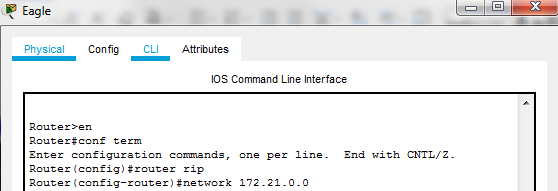 Eagle
Physical Config CLI Attributes
IOS Command Line Interface
Router>en
Router#conf term
Enter configuration commands, one per line.  End with CNTL/Z.
Router(config)#router rip
Router(config-router)#network 172.21.0.0